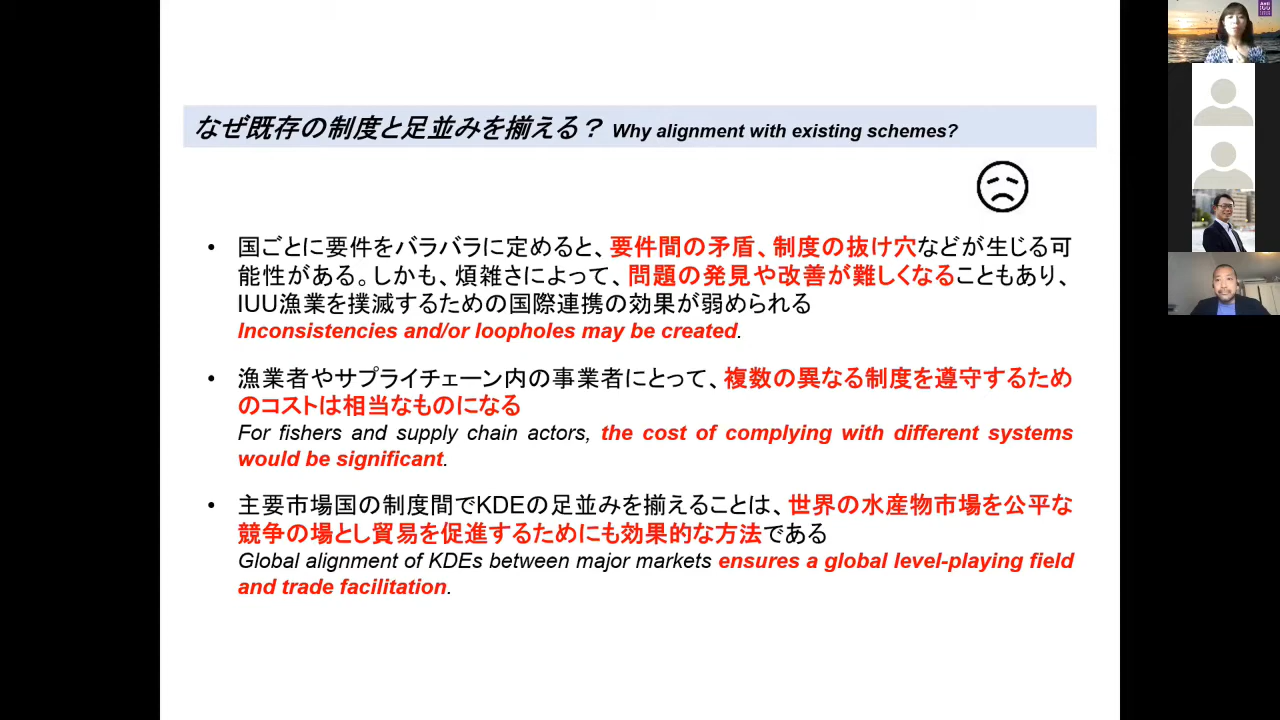 なぜ既存の制度と足並みを揃える？ Why alignment with existing schemes?
• 国ごとに要件をバラバラに定めると、要件間の矛盾、制度の抜け穴などが生じる可
能性がある。しかも、煩雑さによって、問題の発見や改善が難しくなることもあり、
IUU漁業を撲滅するための国際連携の効果が弱められる
Inconsistencies and/or loopholes may be created.
• 漁業者やサプライチェーン内の事業者にとって、複数の異なる制度を遵守するため
のコストは相当なものになる
For fishers and supply chain actors, the cost of complying with different systems
would be significant.
• 主要市場国の制度間でKDEの足並みを揃えることは、世界の水産物市場を公平な
競争の場とし貿易を促進するためにも効果的な方法である
Global alignment of KDEs between major markets ensures a global level-playing field
and trade facilitation.
Anti
IUU